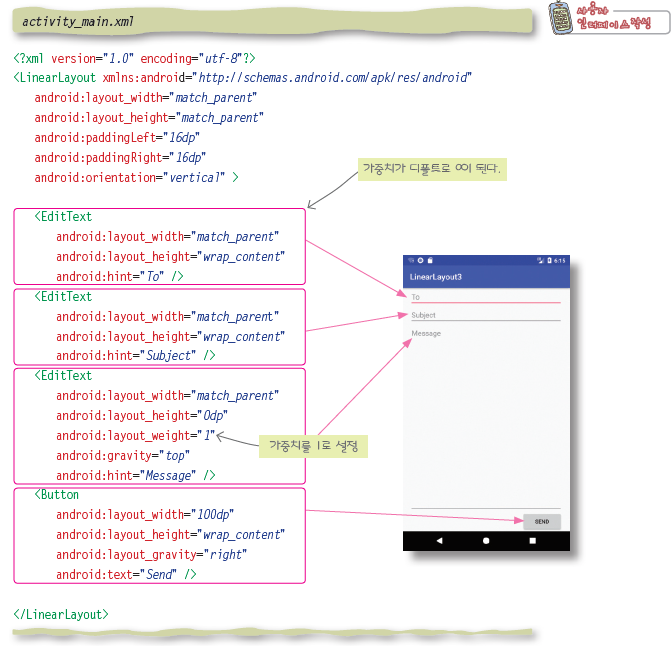 activity_main.xml
사용자
인터페이스작성
<?xml version="1.0" encoding="utf-8"?>
<LinearLayout xmlns:android="http://schemas.android.com/apk/res/android"
android:layout_width="match_parent"
android:layout_height="match_parent"
android:paddingLeft="16dp"
android:paddingRight="16dp"
android:orientation="vertical" >
가중치가 디폴트로 0이 된다.
<EditText
android:layout_width="match_parent"
android:layout_height="wrap_content"
android:hint="To" />
<EditText
android:layout_width="match_parent"
android:layout_height="wrap_content"
android:hint="Subject" />
<EditText
android:layout_width="match_parent"
android:layout_height="0dp"
android:layout_weight="1"
가중치를 1로 설정
android:gravity="top"
android:hint="Message" />
<Button
android:layout_width="100dp"
android:layout_height="wrap_content"
android:layout_gravity="right"
android:text="Send" />
</LinearLayout>
6:15
LinearLayout3
To
Subject
Message
SEND